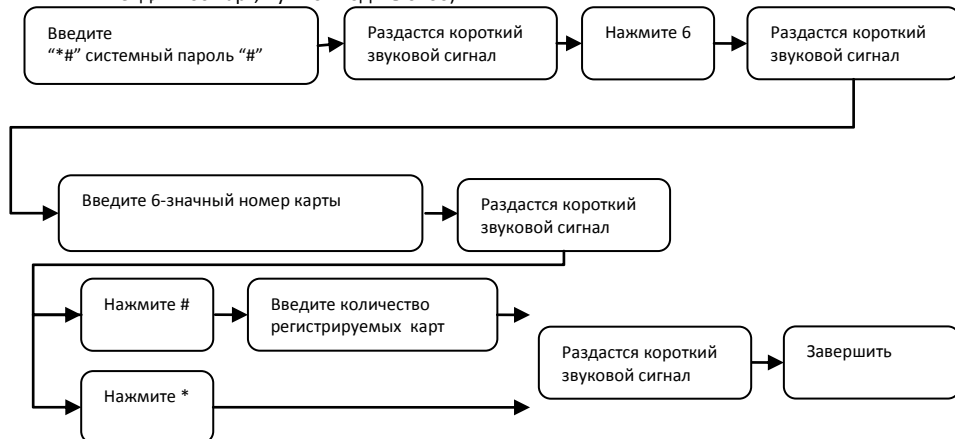 Введите
“*#” системный пароль “#”
Раздастся короткий
звуковой сигнал
Нажмите 6
Раздастся короткий
звуковой сигнал
Введите 6-значный номер карты
Раздастся короткий
звуковой сигнал
Нажмите #
Введите количество
регистрируемых карт
Раздастся короткий
звуковой сигнал
Завершить
Нажмите *